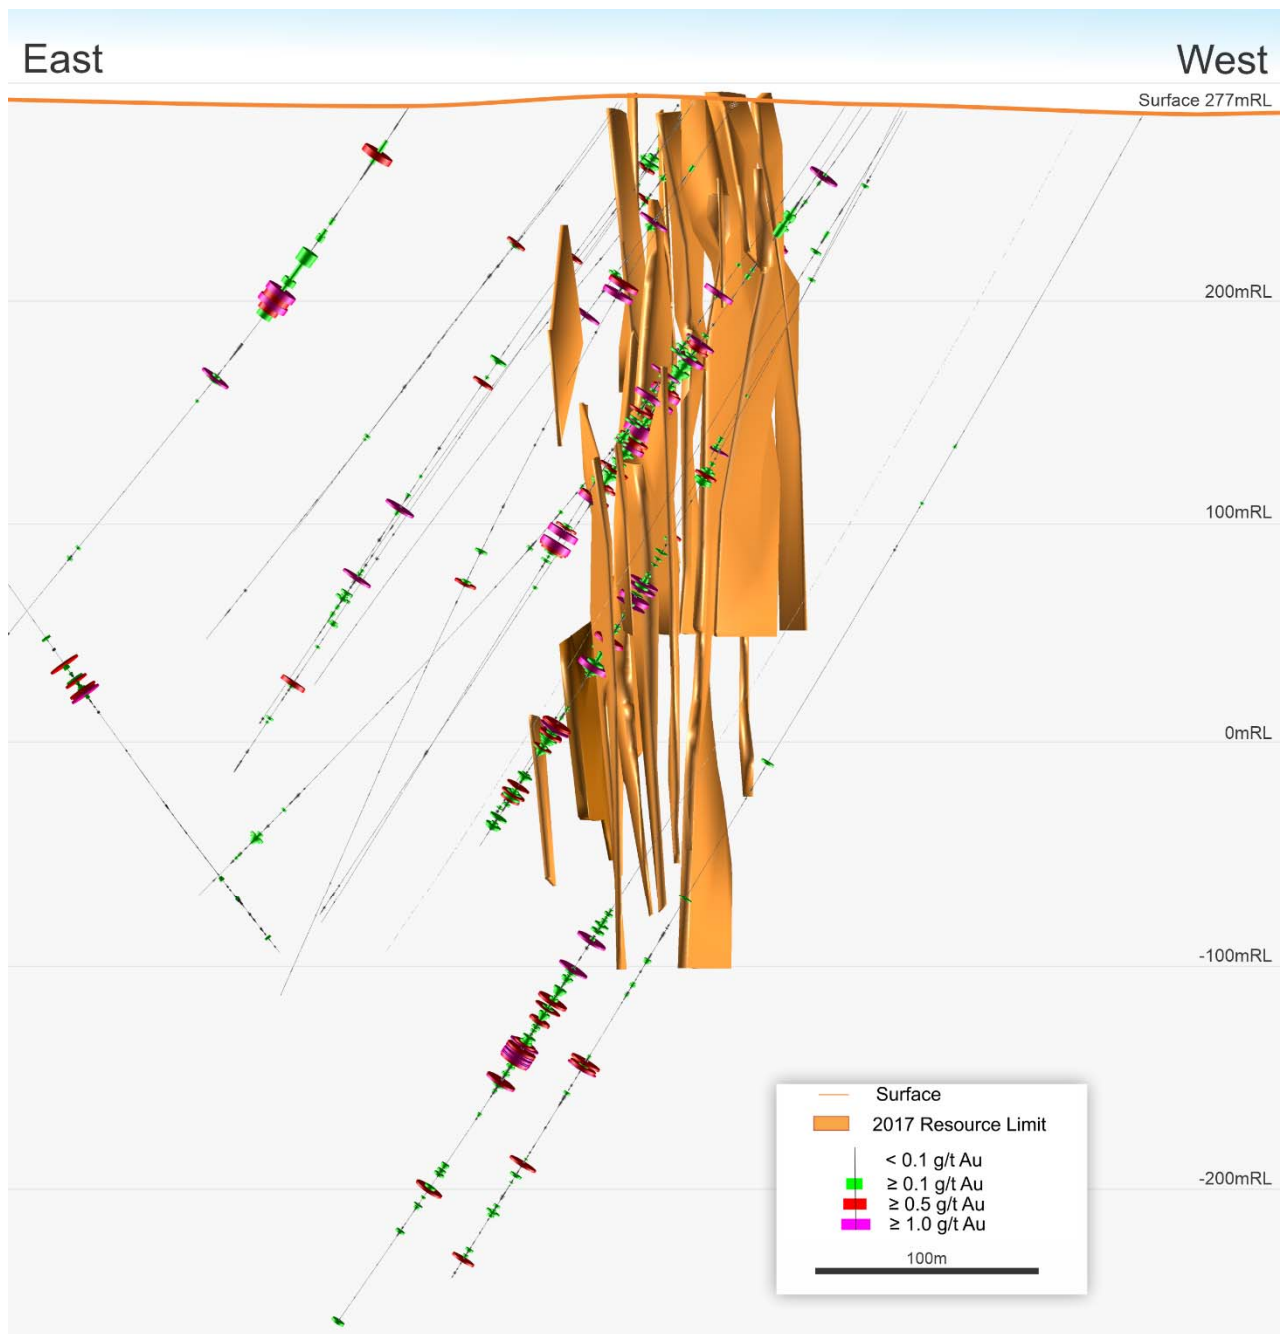 East
West
Surface 277mRL
200mRL
100mRL
0mRL
-100mRL
-200mRL
Surface
2017 Resource Limit
< 0.1 g/t Au
≥ 0.1 g/t Au
≥ 0.5 g/t Au
≥ 1.0 g/t Au
100m